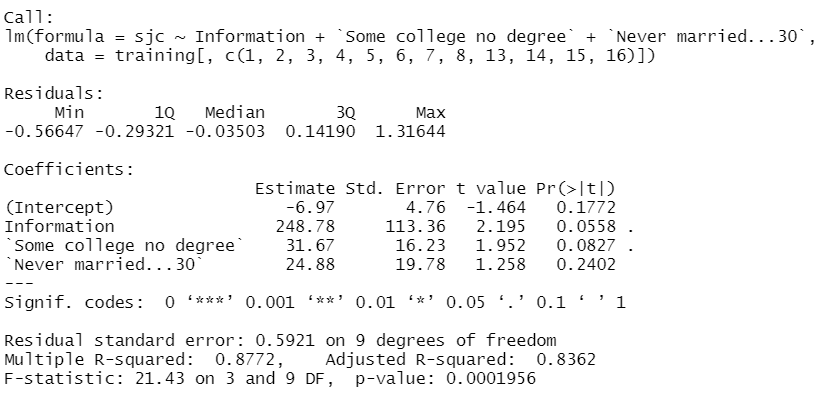 Call:
lm(formula = sjc ~ Information + `Some college no degree` + `Never married...30`,
    data = training[, c(1, 2, 3, 4, 5, 6, 7, 8, 13, 14, 15, 16)])
Residuals:
     Min       1Q   Median       3Q      Max
-0.56647 -0.29321 -0.03503  0.14190  1.31644
Coefficients:
                         Estimate Std. Error t value Pr(>|t|)
(Intercept)                 -6.97       4.76  -1.464   0.1772
Information                248.78     113.36   2.195   0.0558 .
`Some college no degree`    31.67      16.23   1.952   0.0827 .
`Never married...30`        24.88      19.78   1.258   0.2402
---
Signif. codes:  0 ‘***’ 0.001 ‘**’ 0.01 ‘*’ 0.05 ‘.’ 0.1 ‘ ’ 1
Residual standard error: 0.5921 on 9 degrees of freedom
Multiple R-squared:  0.8772,    Adjusted R-squared:  0.8362
F-statistic: 21.43 on 3 and 9 DF,  p-value: 0.0001956